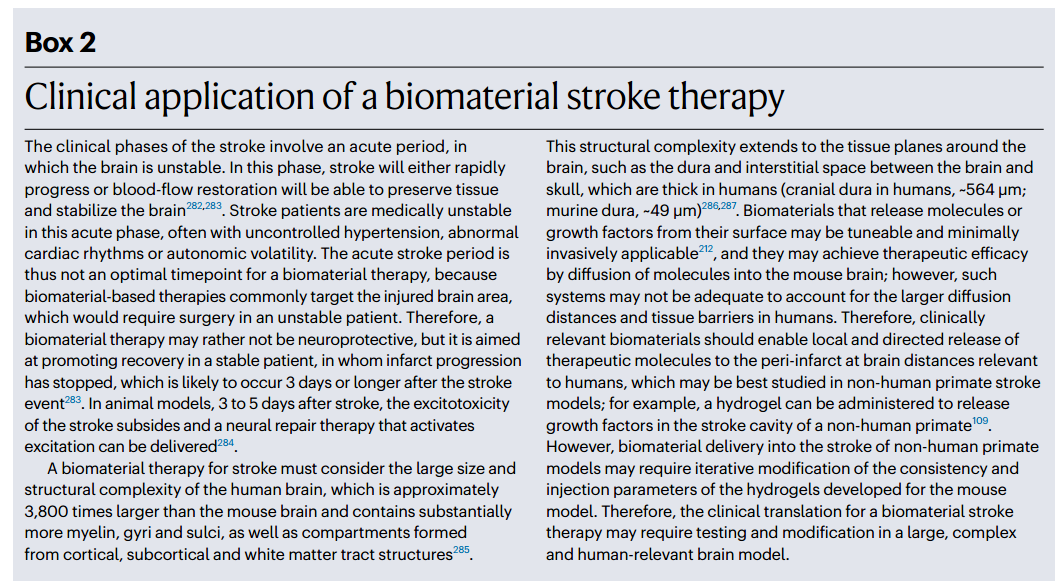 Box 2
Clinical application of a biomaterial stroke therapy
The clinical phases of the stroke involve an acute period, in
which the brain is unstable. In this phase, stroke will either rapidly
progress or blood-flow restoration will be able to preserve tissue
and stabilize the brain282,283. Stroke patients are medically unstable
in this acute phase, often with uncontrolled hypertension, abnormal
cardiac rhythms or autonomic volatility. The acute stroke period is
thus not an optimal timepoint for a biomaterial therapy, because
biomaterial-based therapies commonly target the injured brain area,
which would require surgery in an unstable patient. Therefore, a
biomaterial therapy may rather not be neuroprotective, but it is aimed
at promoting recovery in a stable patient, in whom infarct progression
has stopped, which is likely to occur 3 days or longer after the stroke
event283. In animal models, 3 to 5 days after stroke, the excitotoxicity
of the stroke subsides and a neural repair therapy that activates
excitation can be delivered284.
A biomaterial therapy for stroke must consider the large size and
structural complexity of the human brain, which is approximately
3,800 times larger than the mouse brain and contains substantially
more myelin, gyri and sulci, as well as compartments formed
from cortical, subcortical and white matter tract structures285.
This structural complexity extends to the tissue planes around the
brain, such as the dura and interstitial space between the brain and
skull, which are thick in humans (cranial dura in humans, ~564 μm;
murine dura, ~49 μm)286,287. Biomaterials that release molecules or
growth factors from their surface may be tuneable and minimally
invasively applicable212, and they may achieve therapeutic efficacy
by diffusion of molecules into the mouse brain; however, such
systems may not be adequate to account for the larger diffusion
distances and tissue barriers in humans. Therefore, clinically
relevant biomaterials should enable local and directed release of
therapeutic molecules to the peri-infarct at brain distances relevant
to humans, which may be best studied in non-human primate stroke
models; for example, a hydrogel can be administered to release
growth factors in the stroke cavity of a non-human primate109.
However, biomaterial delivery into the stroke of non-human primate
models may require iterative modification of the consistency and
injection parameters of the hydrogels developed for the mouse
model. Therefore, the clinical translation for a biomaterial stroke
therapy may require testing and modification in a large, complex
and human-relevant brain model.